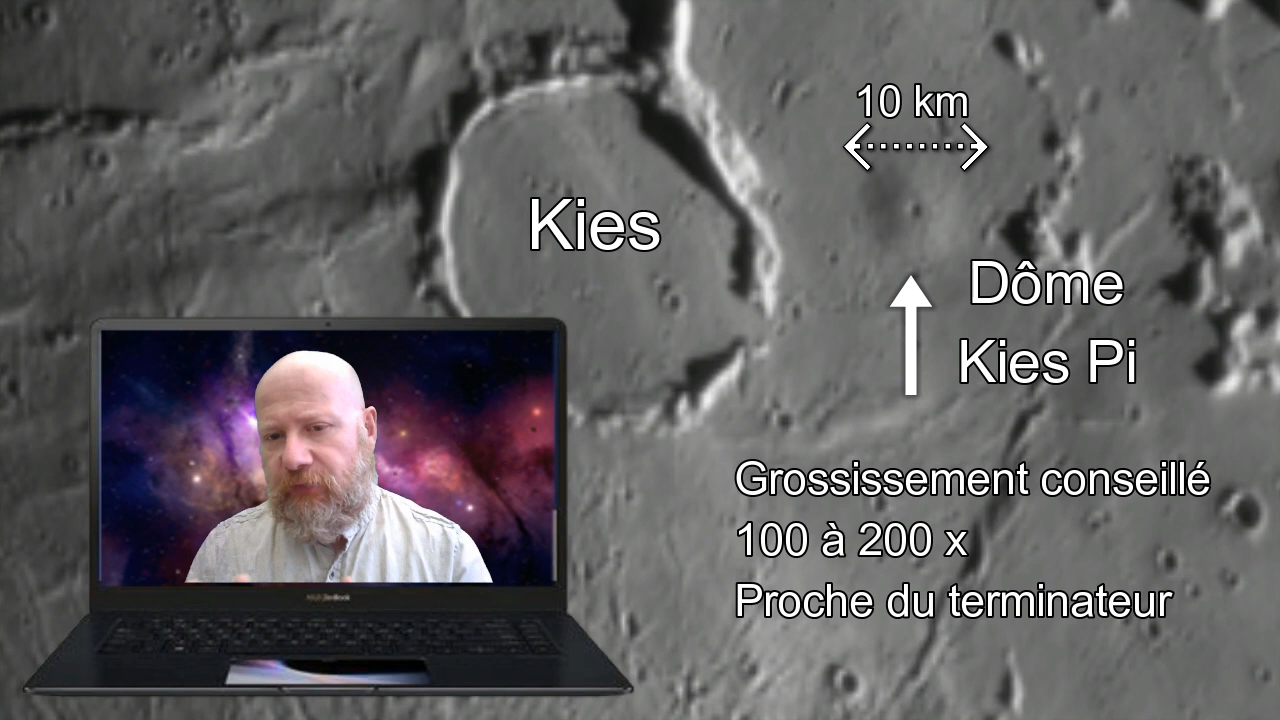 10 km
Kies
Dôme
Kies Pi
Grossissement conseillé
100 à 200 x
Proche du terminateur